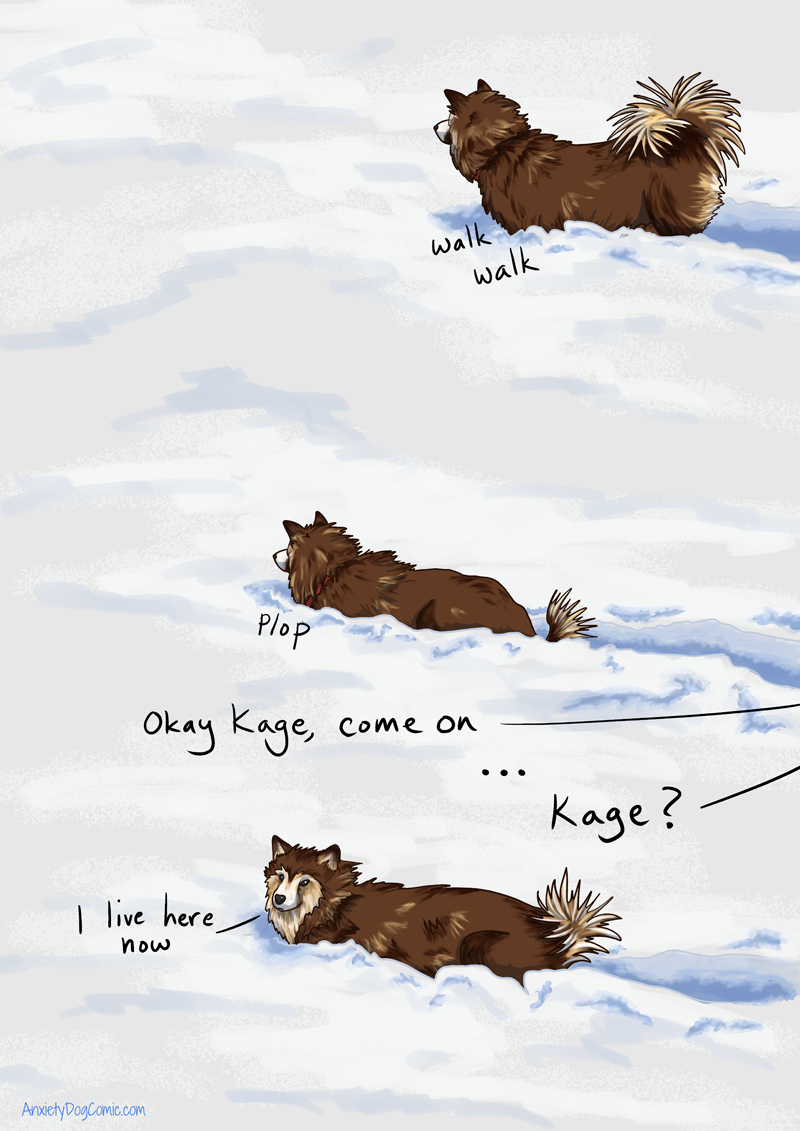 walk
walk
Plop
Okay Kage, come on
...
Kage?
I live here
now
AnxietyDogComic.com